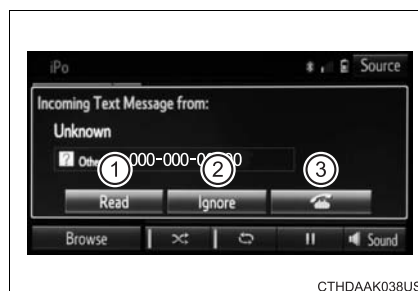 iPo
Source
Incoming Text Message from:
Unknown
? Othe 000-000-0 00
1 2 3
Read Ignore
Browse Sound
CTHDAAK038US